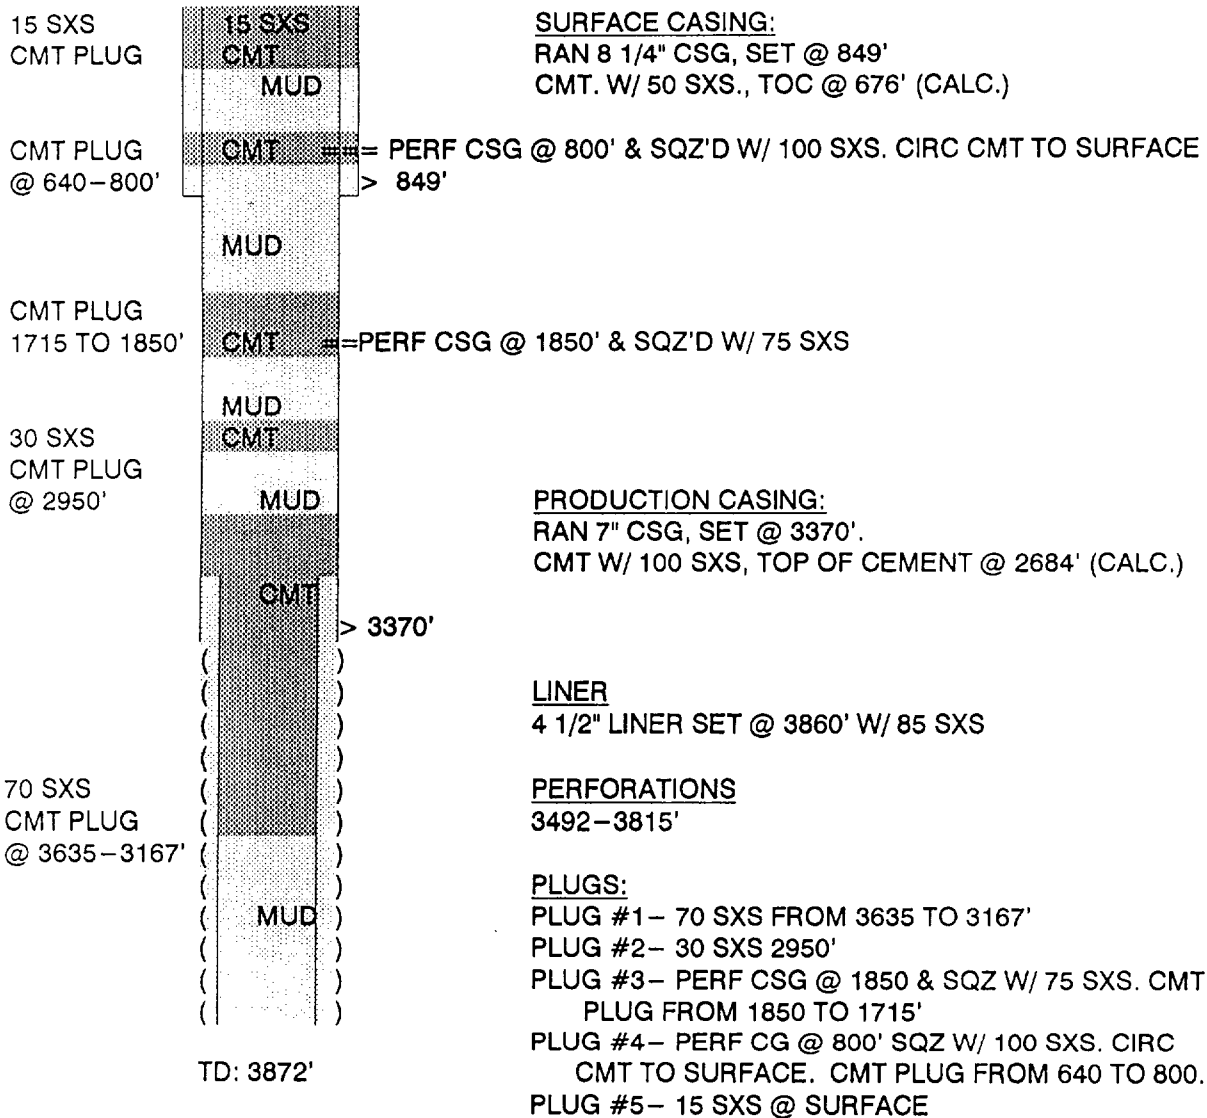 15 SXS
CMT PLUG
15 SXS
CMT
MUD
SURFACE CASING:
RAN 8 1/4" CSG, SET @ 849'
CMT. W/ 50 SXS., TOC @ 676' (CALC.)
CMT PLUG
@ 640-800'
CMT
PERF CSG @ 800' & SQZ'D W/ 100 SXS. CIRC CMT TO SURFACE
> 849'
MUD
CMT PLUG
1715 TO 1850'
CMT
PERF CSG @ 1850' & SQZ'D W/ 75 SXS
MUD
30 SXS
CMT PLUG
@ 2950'
CMT
MUD
PRODUCTION CASING:
RAN 7" CSG, SET @ 3370'.
CMT W/ 100 SXS, TOP OF CEMENT @ 2684' (CALC.)
CMT
> 3370'
LINER
4 1/2" LINER SET @ 3860' W/ 85 SXS
70 SXS
CMT PLUG
@ 3635-3167'
PERFORATIONS
3492-3815'
MUD
PLUGS:
PLUG #1- 70 SXS FROM 3635 TO 3167'
PLUG #2- 30 SXS 2950'
PLUG #3- PERF CSG @ 1850 & SQZ W/ 75 SXS. CMT
PLUG FROM 1850 TO 1715'
PLUG #4- PERF CG @ 800' SQZ W/ 100 SXS. CIRC
CMT TO SURFACE. CMT PLUG FROM 640 TO 800.
PLUG #5- 15 SXS @ SURFACE
TD: 3872'